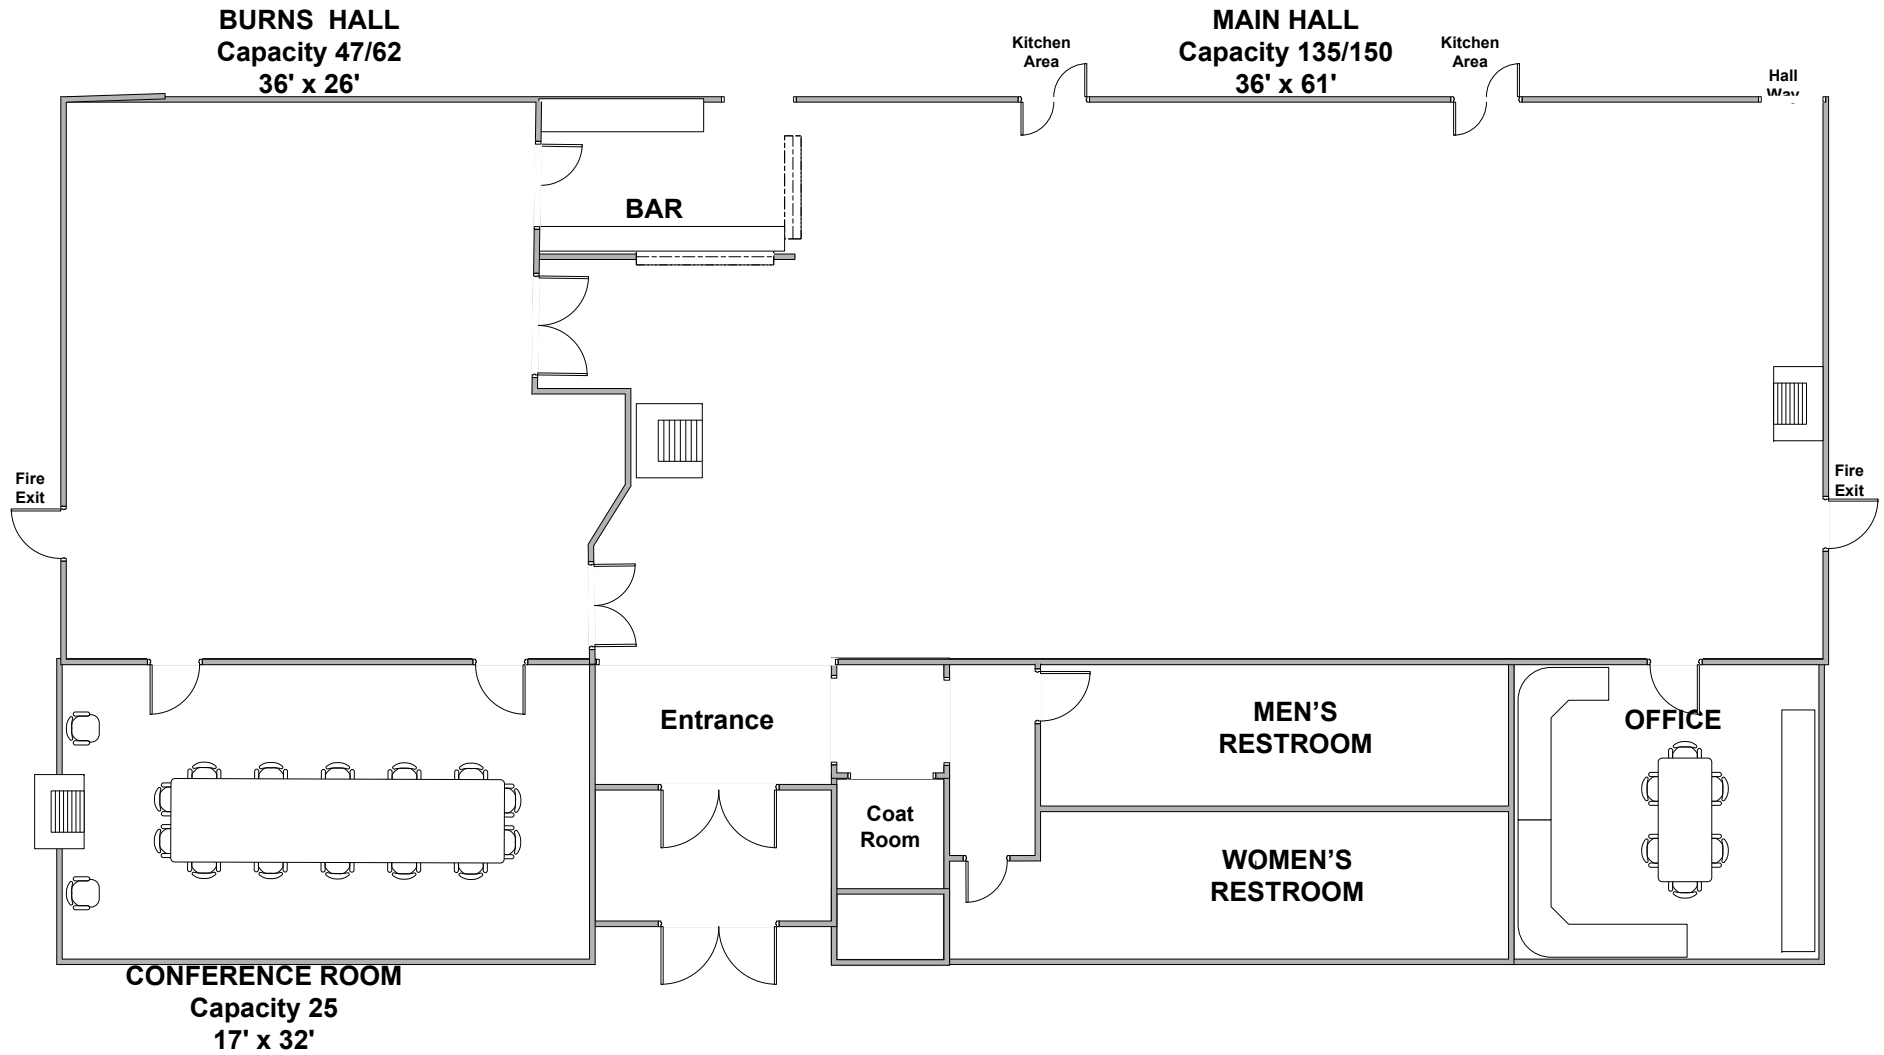 BURNS HALL
Capacity 47/62
36' x 26'
MAIN HALL
Capacity 135/150
36' x 61'
Kitchen
Area
Kitchen
Area
Hall
Way
BAR
Fire
Exit
Fire
Exit
Entrance
MEN’S
RESTROOM
OFFICE
Coat
Room
WOMEN’S
RESTROOM
CONFERENCE ROOM
Capacity 25
17' x 32'